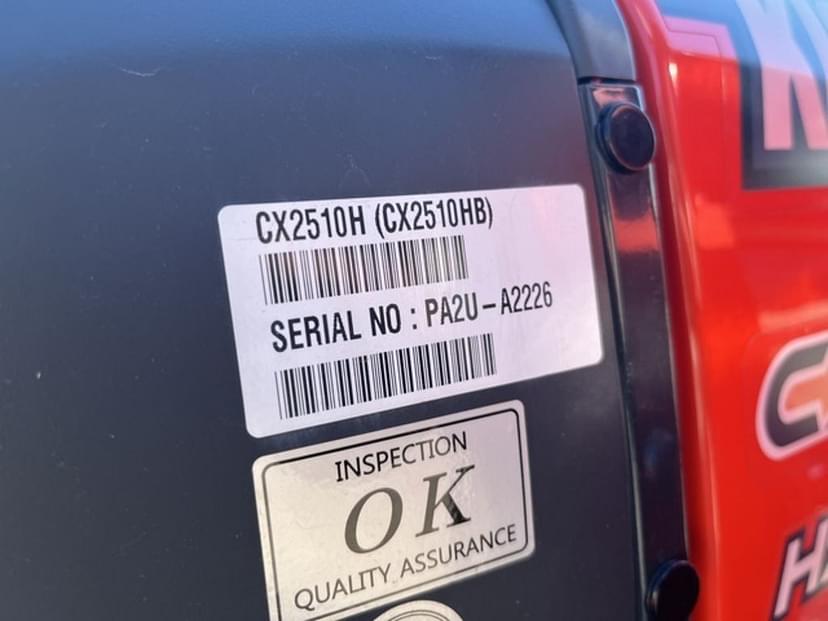 CX2510H (CX2510HB)
SERIAL NO : PA2U-A2226
INSPECTION
OK
QUALITY ASSURANCE